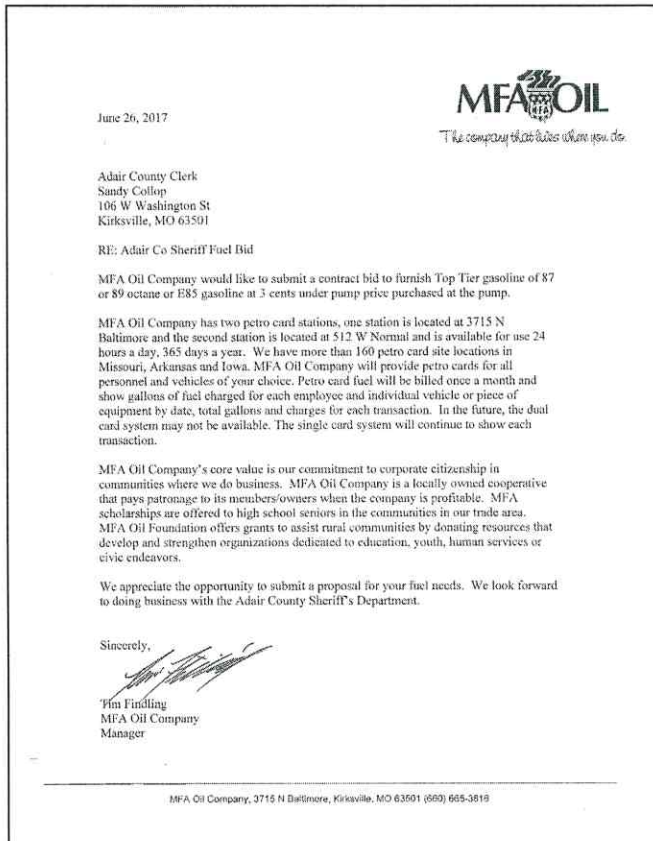 MFA OIL
The company that lives where you do.
June 26, 2017
Adair County Clerk
Sandy Collop
106 W Washington St
Kirksville, MO 63501
RE: Adair Co Sheriff Fuel Bid
MFA Oil Company would like to submit a contract bid to furnish Top Tier gasoline of 87
or 89 octane or E85 gasoline at 3 cents under pump price purchased at the pump.
MFA Oil Company has two petro card stations, one station is located at 3715 N
Baltimore and the second station is located at 512 W Normal and is available for use 24
hours a day, 365 days a year. We have more than 160 petro card site locations in
Missouri, Arkansas and Iowa. MFA Oil Company will provide petro cards for all
personnel and vehicles of your choice. Petro card fuel will be billed once a month and
show gallons of fuel charged for each employee and individual vehicle or piece of
equipment by date, total gallons and charges for each transaction. In the future, the dual
card system may not be available. The single card system will continue to show each
transaction.
MFA Oil Company's core value is our commitment to corporate citizenship in
communities where we do business. MFA Oil Company is a locally owned cooperative
that pays patronage to its members/owners when the company is profitable. MFA
scholarships are offered to high school seniors in the communities in our trade area.
MFA Oil Foundation offers grants to assist rural communities by donating resources that
develop and strengthen organizations dedicated to education, youth, human services or
civic endeavors.
We appreciate the opportunity to submit a proposal for your fuel needs. We look forward
to doing business with the Adair County Sheriff's Department.
Sincerely,
Tim Findling
MFA Oil Company
Manager
MFA Oil Company, 3715 N Baltimore, Kirksville, MO 63501 (660) 665-3816